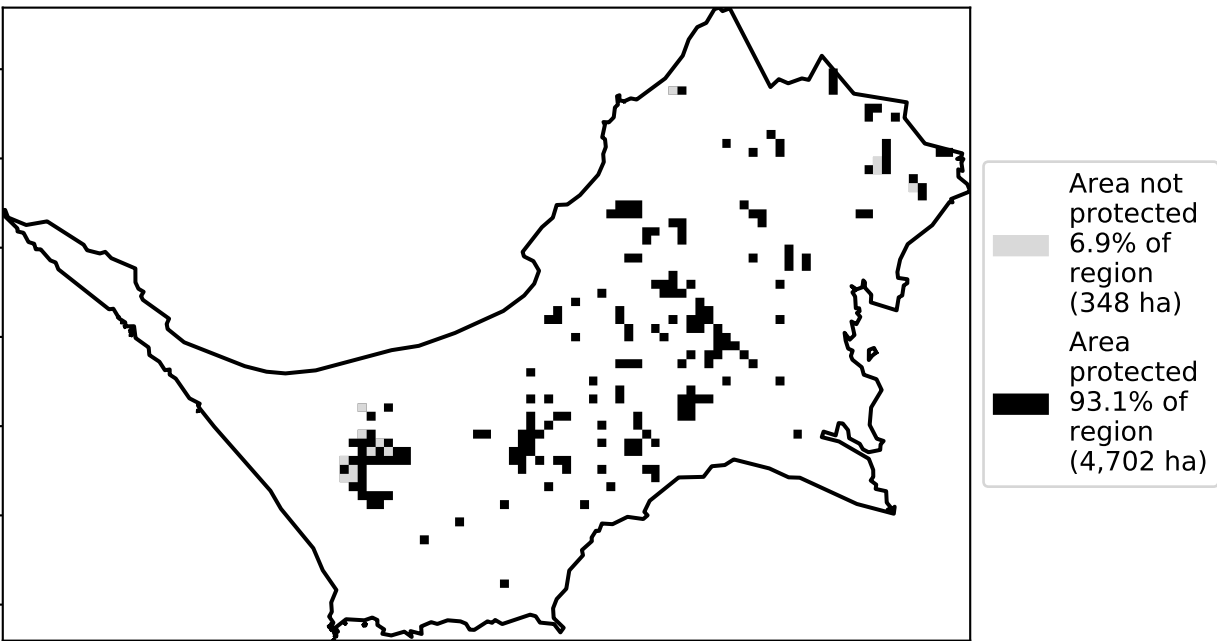 Area not
protected
6.9% of
region
(348 ha)
Area
protected
93.1% of
region
(4,702 ha)